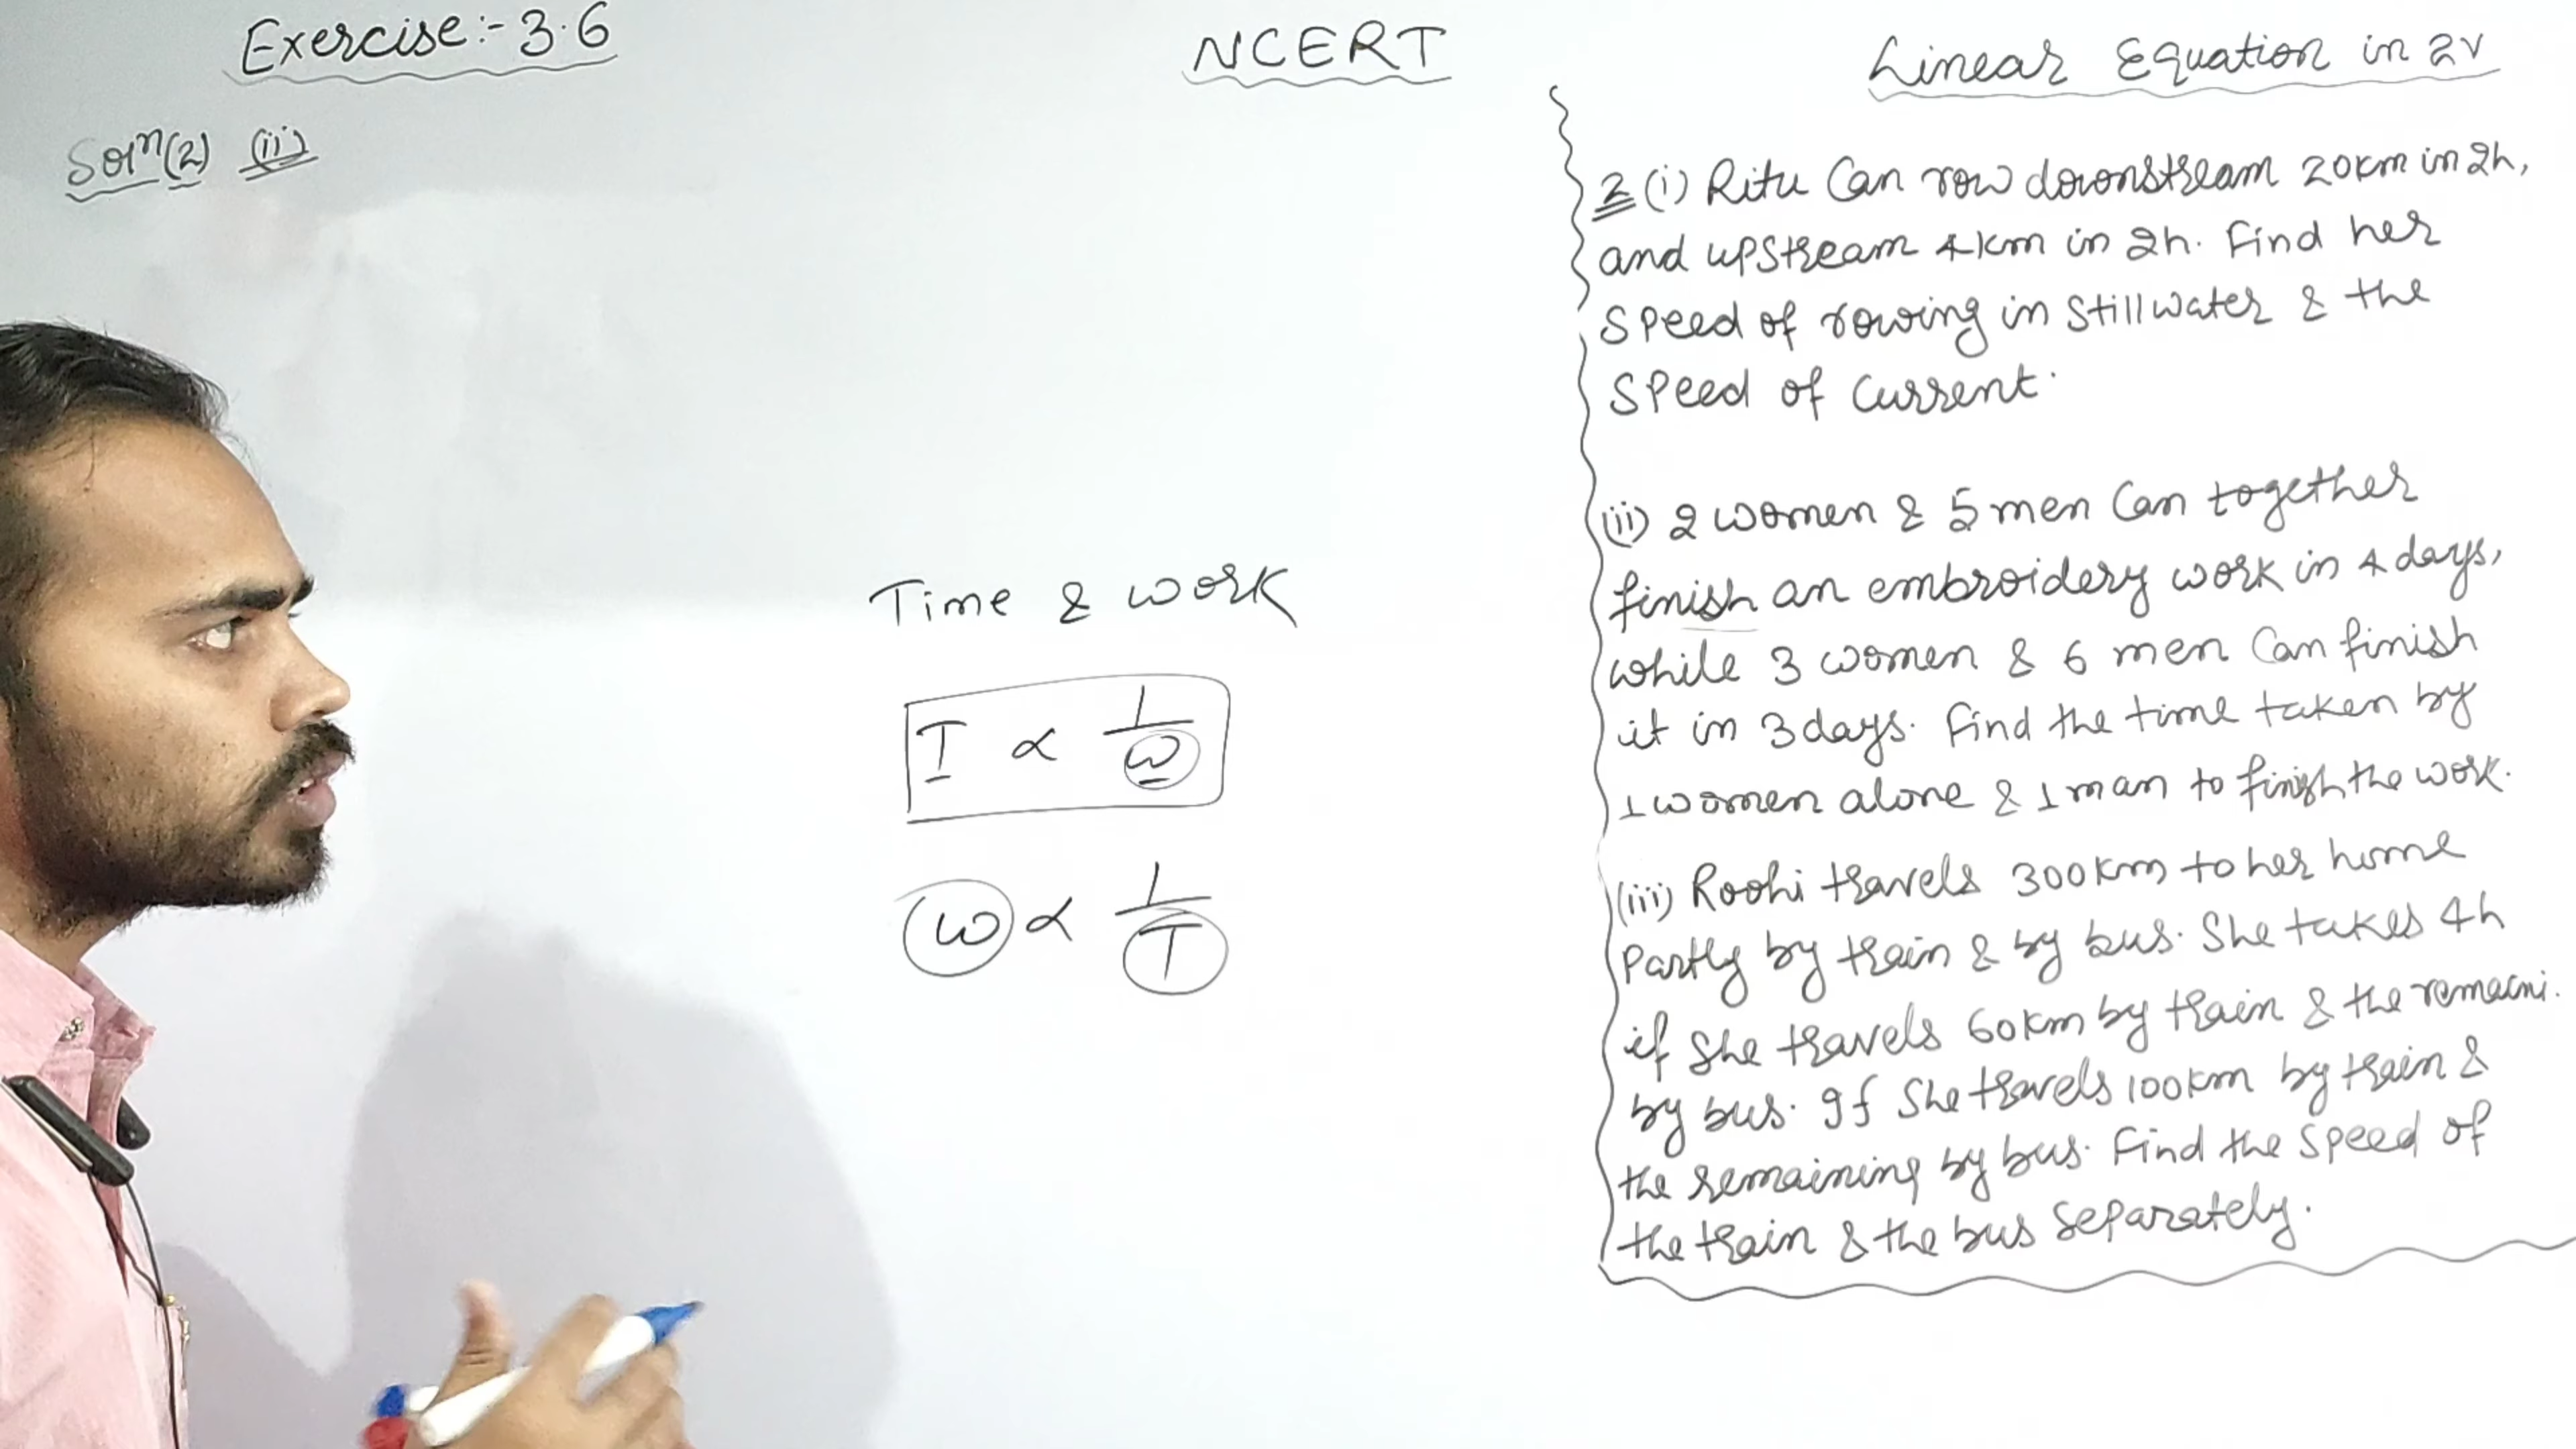 Exercise:- 3.6
NCERT
Linear Equation in 2V
Solⁿ(2) (ii)
2 (i) Ritu Can row downstream 20km in 2h,
and upstream 4km in 2h. Find her
Speed of rowing in Still water & the
Speed of Current.
(ii) 2 women & 5 men Can together
finish an embroidery work in 4 days,
while 3 women & 6 men Can finish
it in 3 days. Find the time taken by
1 women alone & 1 man to finish the work.
(iii) Roohi travels 300km to her home
Partly by train & by bus. She takes 4h
if She travels 60km by train & the remaini.
by bus. If She travels 100km by train &
the remaining by bus. Find the Speed of
the train & the bus Separately.
Time & work
T ∝ 1/w
w ∝ 1/T